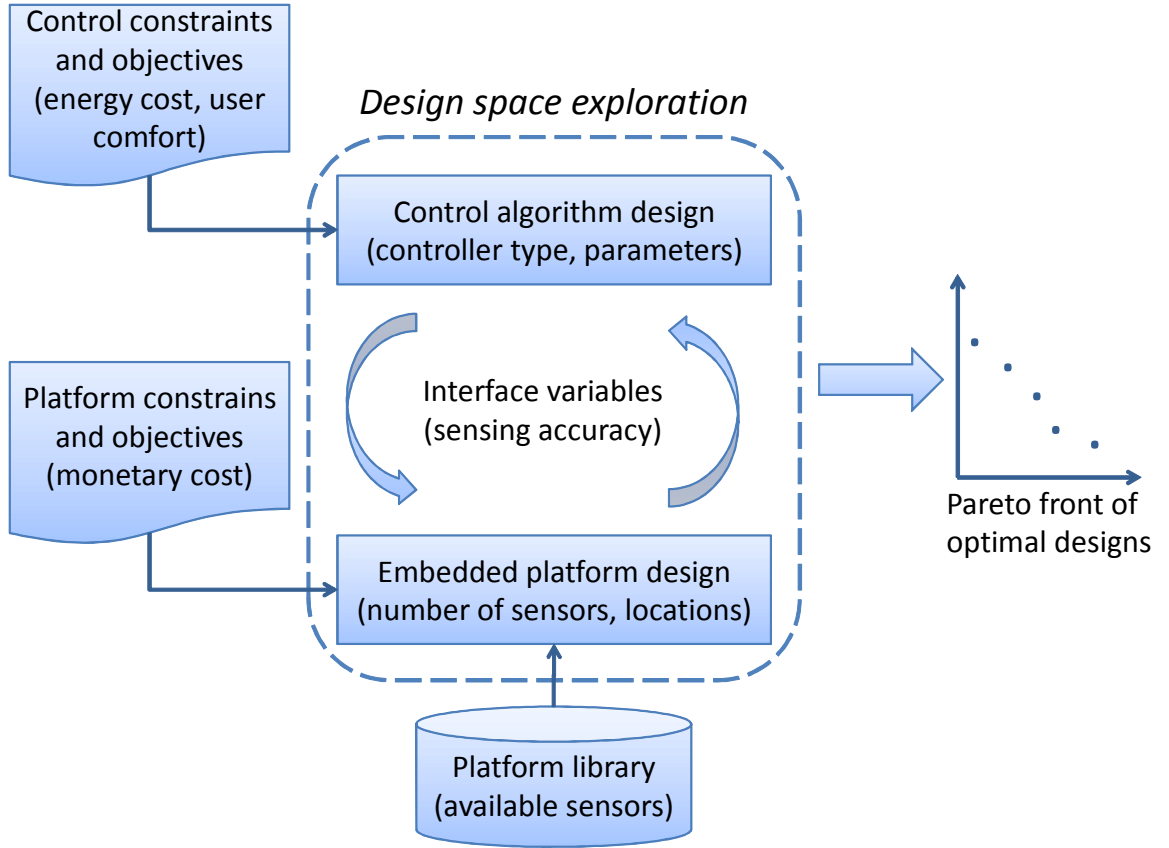 Control constraints
and objectives
(energy cost, user
comfort)
Design space exploration
Control algorithm design
(controller type, parameters)
Interface variables
(sensing accuracy)
Platform constrains
and objectives
(monetary cost)
Embedded platform design
(number of sensors, locations)
Platform library
(available sensors)
Pareto front of
optimal designs